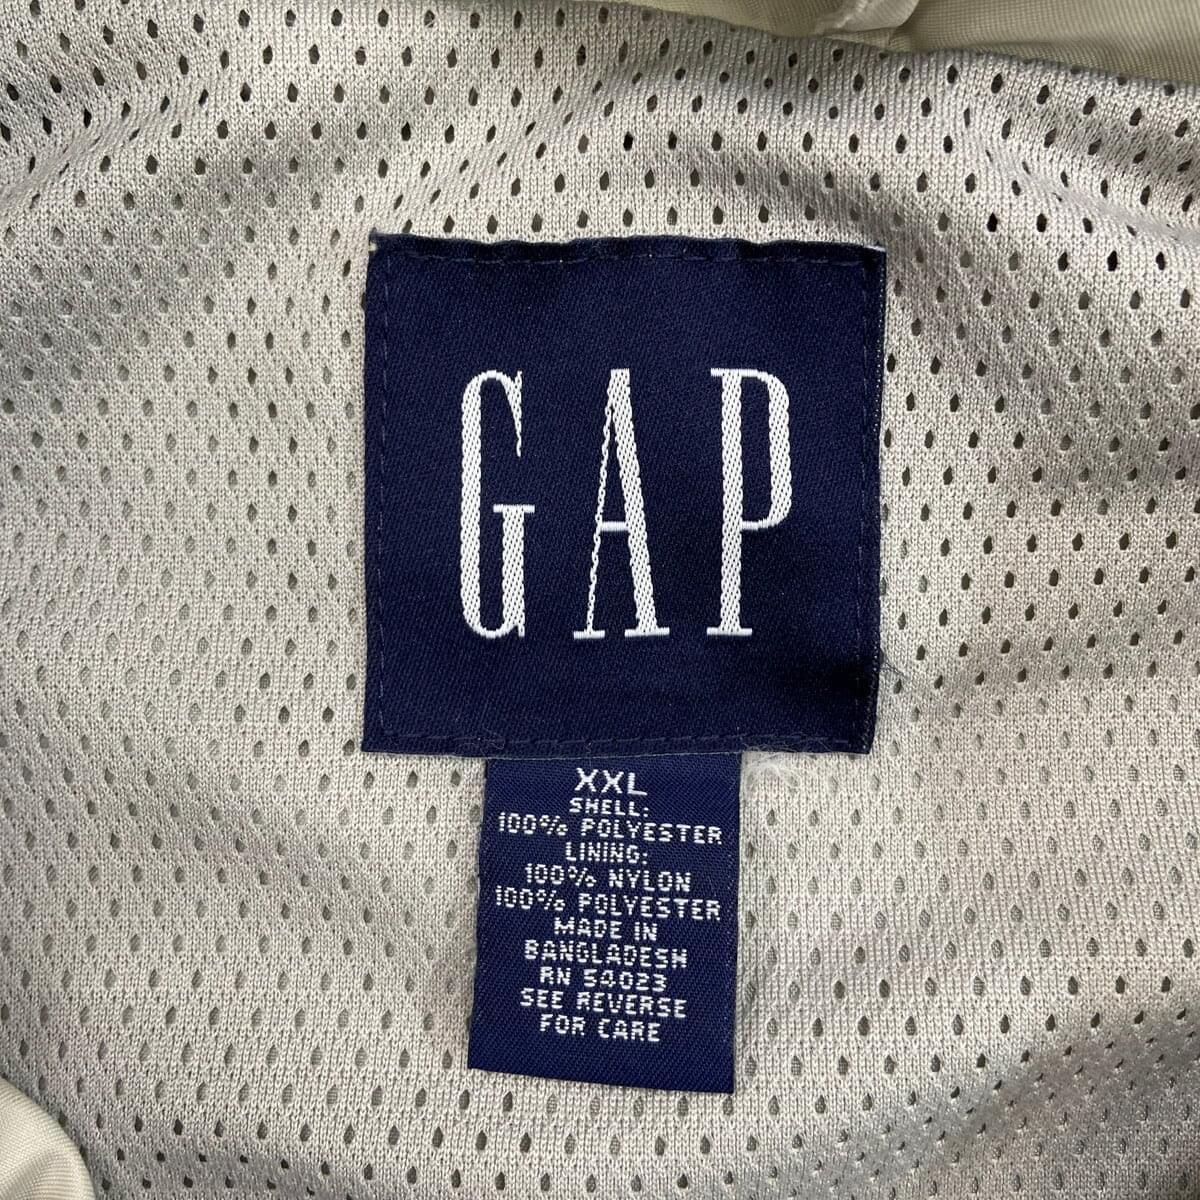 GAP
XXL
SHELL:
100% POLYESTER
LINING:
100% NYLON
100% POLYESTER
MADE IN
BANGLADESH
RN 54023
SEE REVERSE
FOR CARE